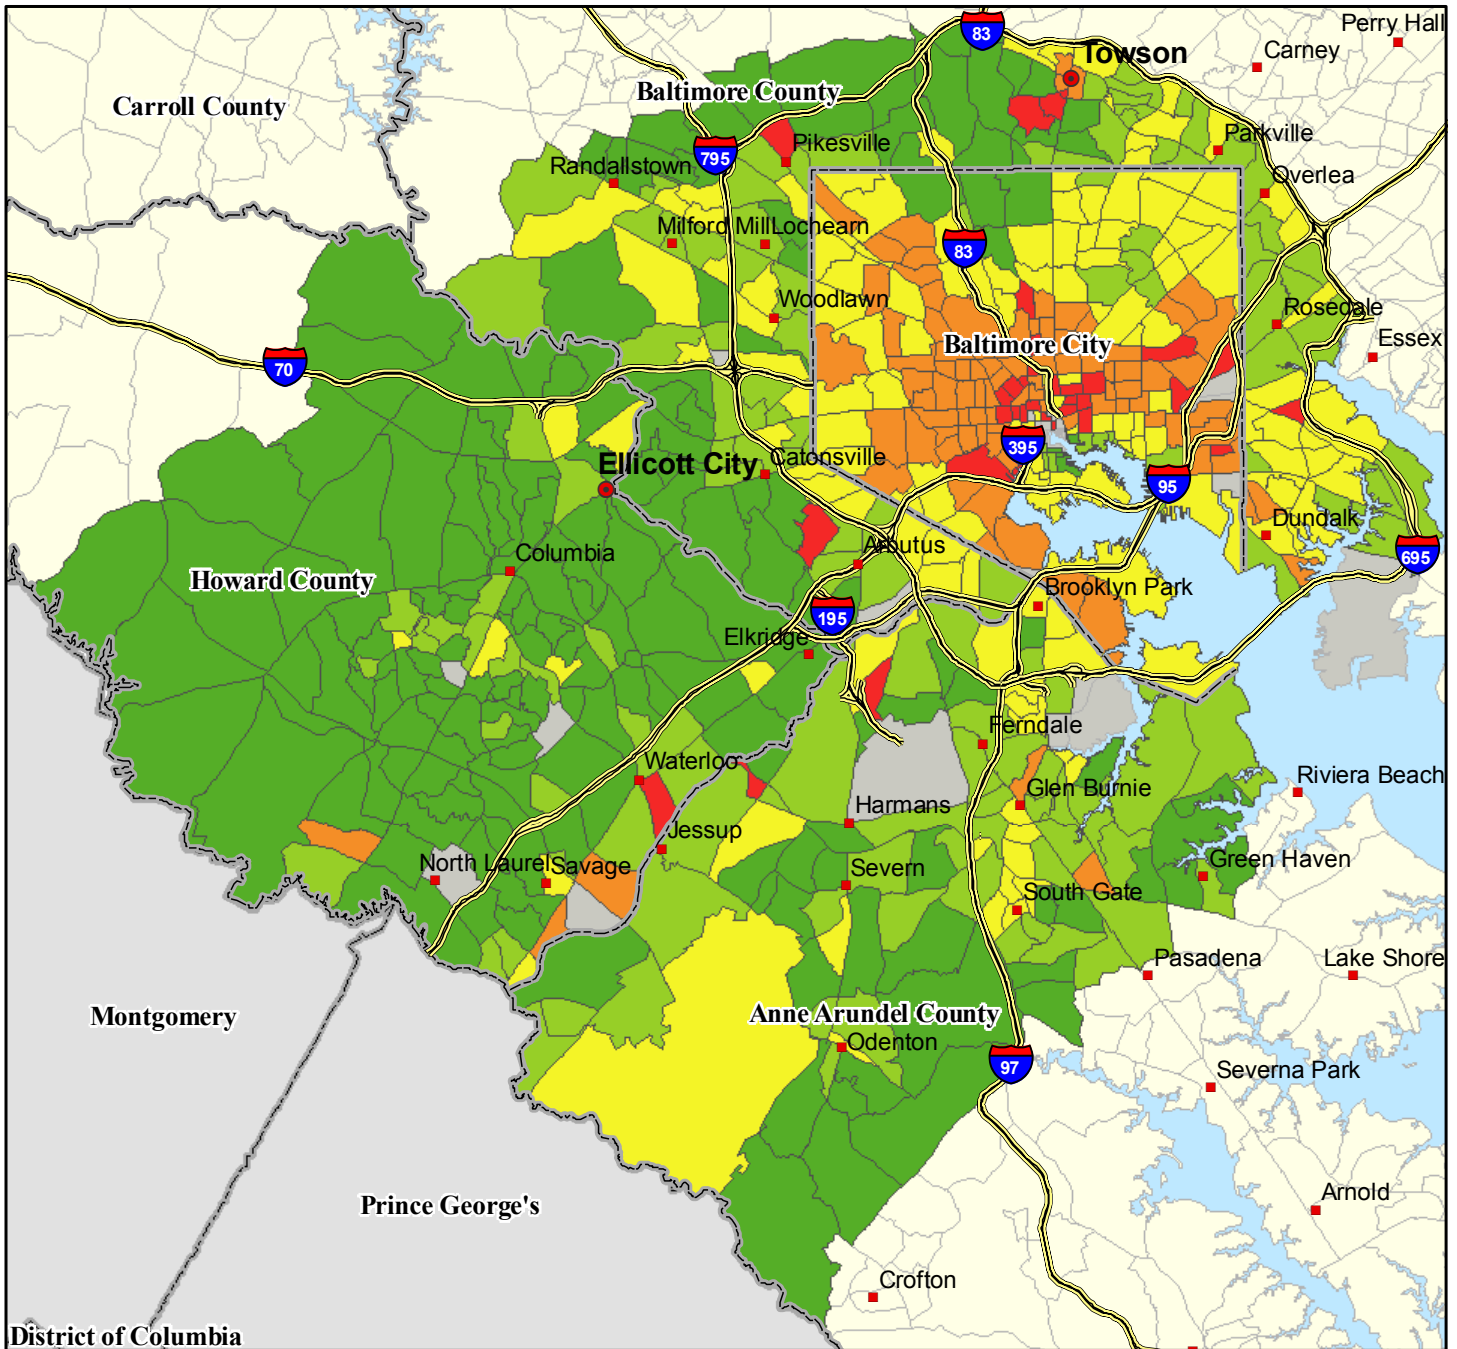 Perry Hall
83
Towson
Carney
Baltimore County
Carroll County
Parkville
Pikesville
795
Randallstown
Overlea
Milford Mill
Lochearn
83
Woodlawn
Rosedale
Essex
Baltimore City
70
395
Catonsville
Ellicott City
95
Dundalk
Arbutus
Columbia
695
Howard County
Brooklyn Park
195
Elkridge
Ferndale
Waterloo
Riviera Beach
Glen Burnie
Harmans
Jessup
North Laurel
Savage
Green Haven
Severn
South Gate
Pasadena
Lake Shore
Anne Arundel County
Montgomery
Odenton
97
Severna Park
Arnold
Prince George's
Crofton
District of Columbia